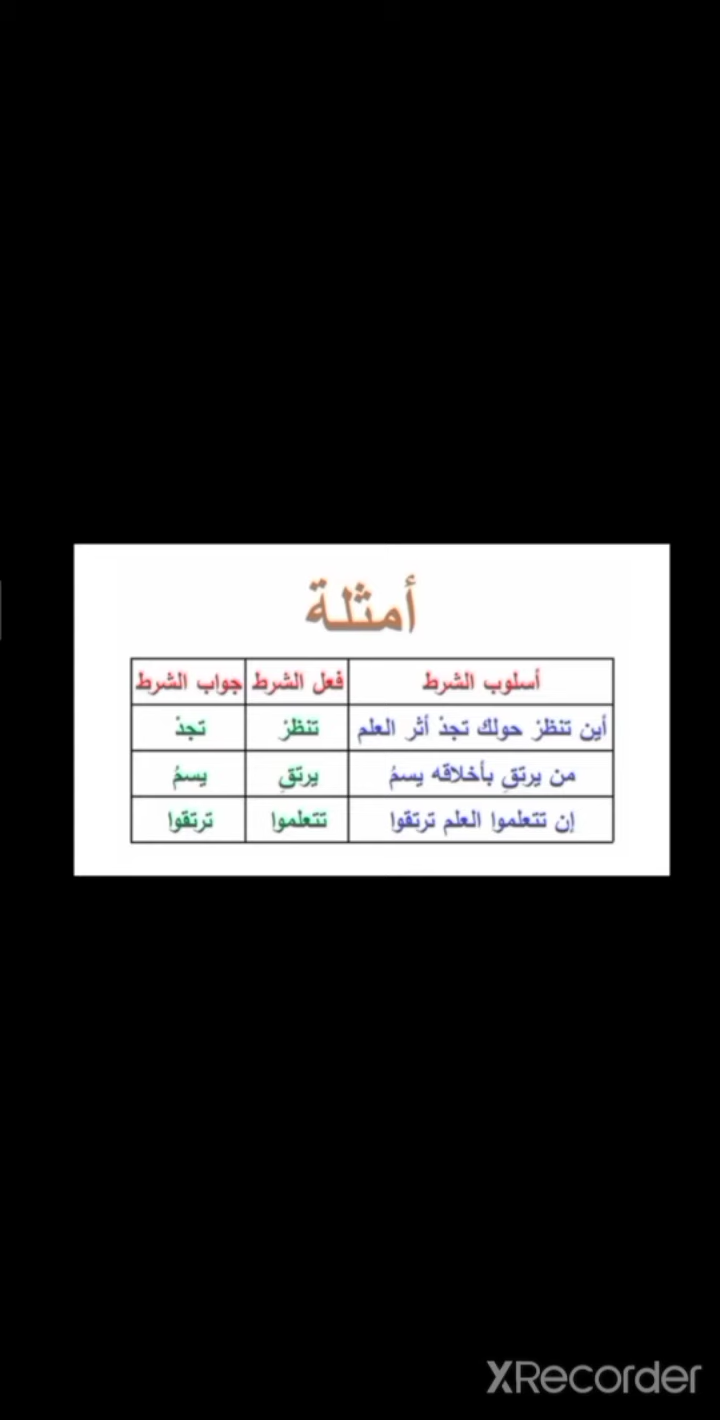 أمثلة
أسلوب الشرط فعل الشرط جواب الشرط
أين تنظرْ حولك تجدْ أثر العلم تنظرْ تجدْ
من يرتقِ بأخلاقه يسمُ يرتقِ يسمُ
إن تتعلموا العلم ترتقوا تتعلموا ترتقوا
XRecorder